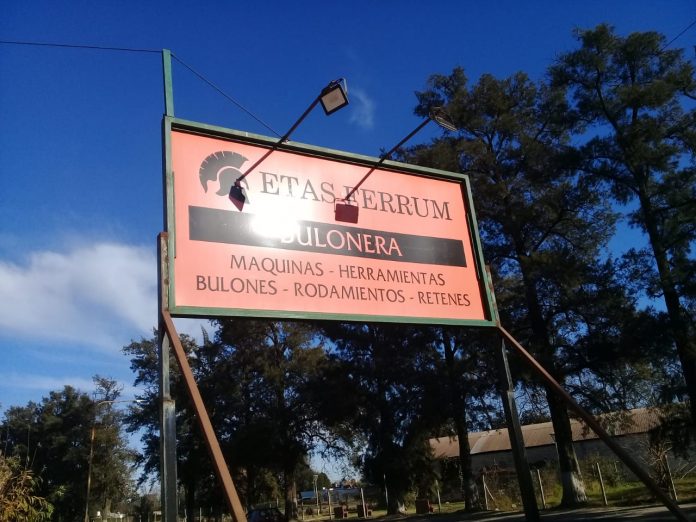 ETAS FERRUM
BULONERA
MAQUINAS - HERRAMIENTAS
BULONES - RODAMIENTOS - RETENES